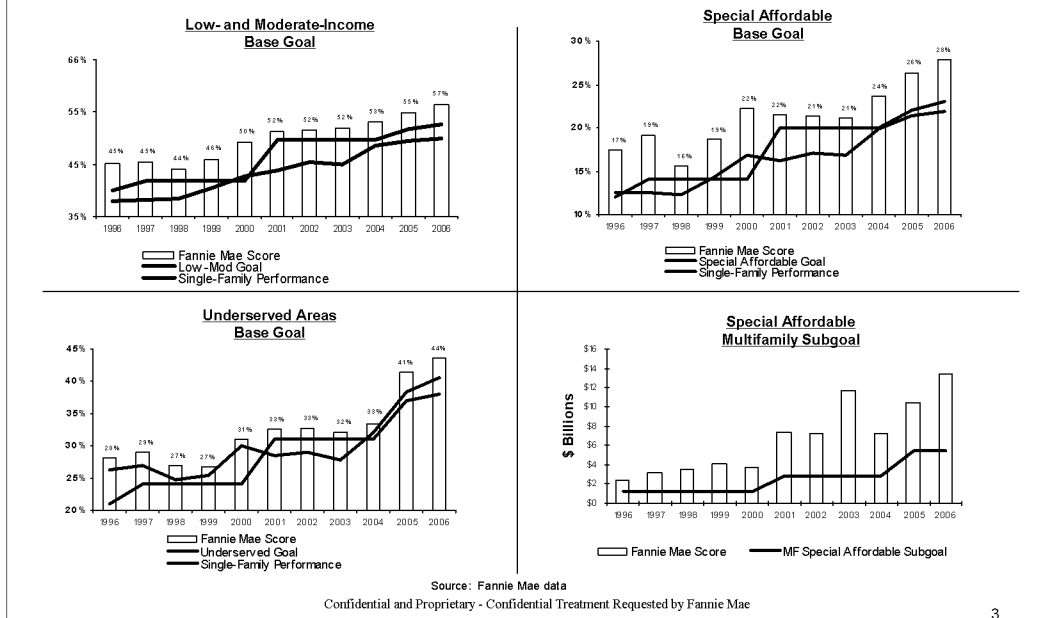 Low- and Moderate-Income
Base Goal
66%
55%
45%
35%
45%
45%
44%
46%
50%
52%
52%
52%
53%
55%
57%
1996 1997 1998 1999 2000 2001 2002 2003 2004 2005 2006
Fannie Mae Score
Low-Mod Goal
Single-Family Performance
Special Affordable
Base Goal
30%
25%
20%
15%
10%
17%
19%
16%
19%
22%
22%
21%
21%
24%
26%
28%
1996 1997 1998 1999 2000 2001 2002 2003 2004 2005 2006
Fannie Mae Score
Special Affordable Goal
Single-Family Performance
Underserved Areas
Base Goal
45%
40%
35%
30%
25%
20%
28%
29%
27%
27%
31%
33%
33%
32%
33%
41%
44%
1996 1997 1998 1999 2000 2001 2002 2003 2004 2005 2006
Fannie Mae Score
Underserved Goal
Single-Family Performance
Special Affordable
Multifamily Subgoal
$ Billions
$16
$14
$12
$10
$8
$6
$4
$2
$0
1996 1997 1998 1999 2000 2001 2002 2003 2004 2005 2006
Fannie Mae Score MF Special Affordable Subgoal
Source: Fannie Mae data
Confidential and Proprietary - Confidential Treatment Requested by Fannie Mae
3